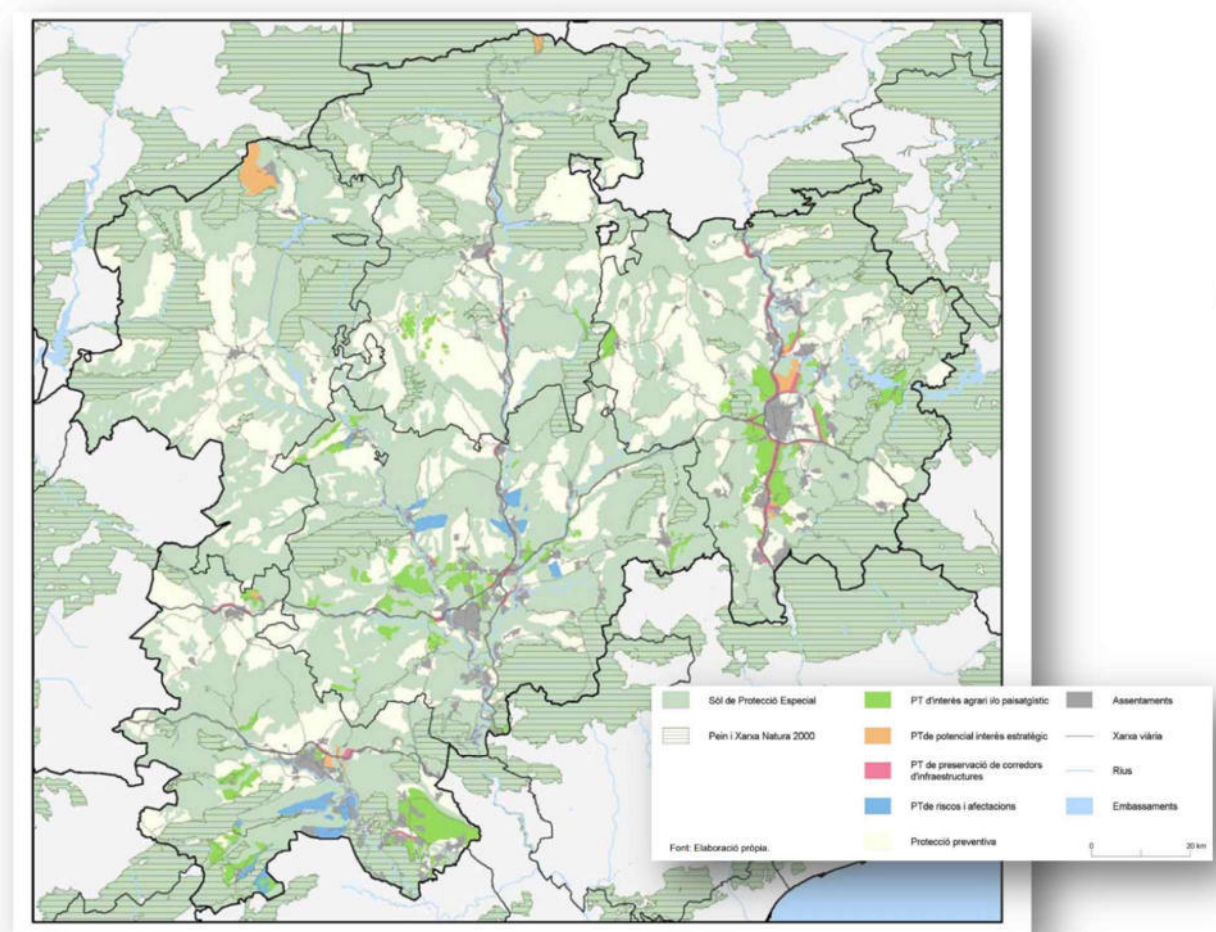 Sòl de Protecció Especial
Pein i Xarxa Natura 2000
PT d'interès agrari i/o paisatgístic
PTde potencial interès estratègic
PT de preservació de corredors
d'infraestructures
PTde riscos i afectacions
Protecció preventiva
Assentaments
Xarxa viària
Rius
Embassaments
Font: Elaboració pròpia.
0 20 km